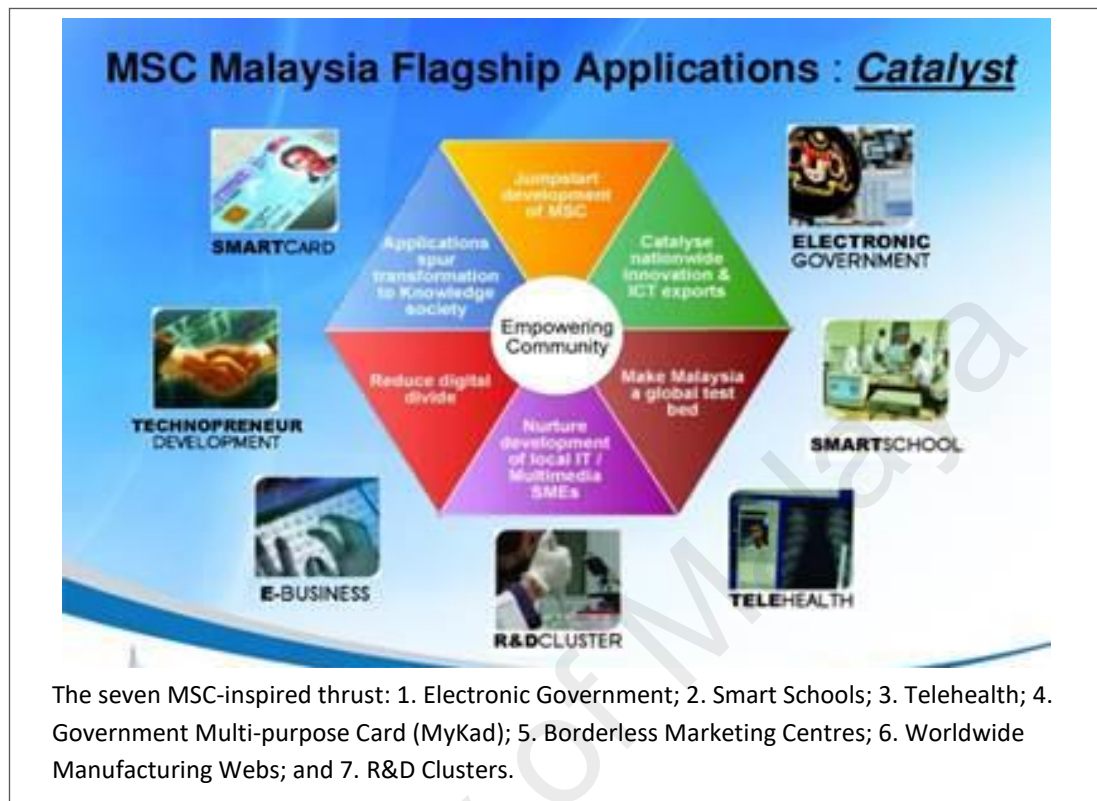 MSC Malaysia Flagship Applications : Catalyst
SMARTCARD
ELECTRONIC
GOVERNMENT
TECHNOPRENEUR
DEVELOPMENT
SMARTSCHOOL
E-BUSINESS
R&DCLUSTER
TELEHEALTH
Jumpstart
development
of MSC
Applications
spur
transformation
to Knowledge
society
Catalyse
nationwide
innovation &
ICT exports
Empowering
Community
Reduce digital
divide
Make Malaysia
a global test
bed
Nurture
development
of local IT /
Multimedia
SMEs
of Malaya
The seven MSC-inspired thrust: 1. Electronic Government; 2. Smart Schools; 3. Telehealth; 4.
Government Multi-purpose Card (MyKad); 5. Borderless Marketing Centres; 6. Worldwide
Manufacturing Webs; and 7. R&D Clusters.